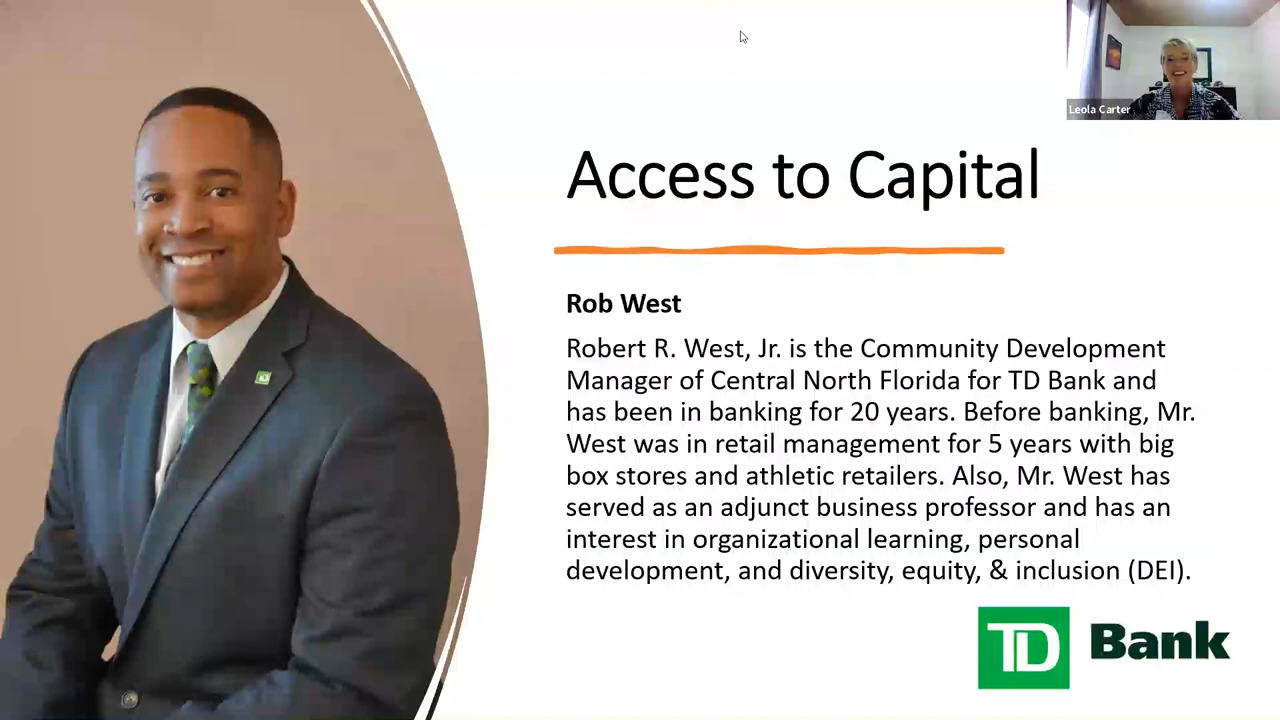 Leola Carter
Access to Capital
Rob West
Robert R. West, Jr. is the Community Development
Manager of Central North Florida for TD Bank and
has been in banking for 20 years. Before banking, Mr.
West was in retail management for 5 years with big
box stores and athletic retailers. Also, Mr. West has
served as an adjunct business professor and has an
interest in organizational learning, personal
development, and diversity, equity, & inclusion (DEI).
TD Bank
TD